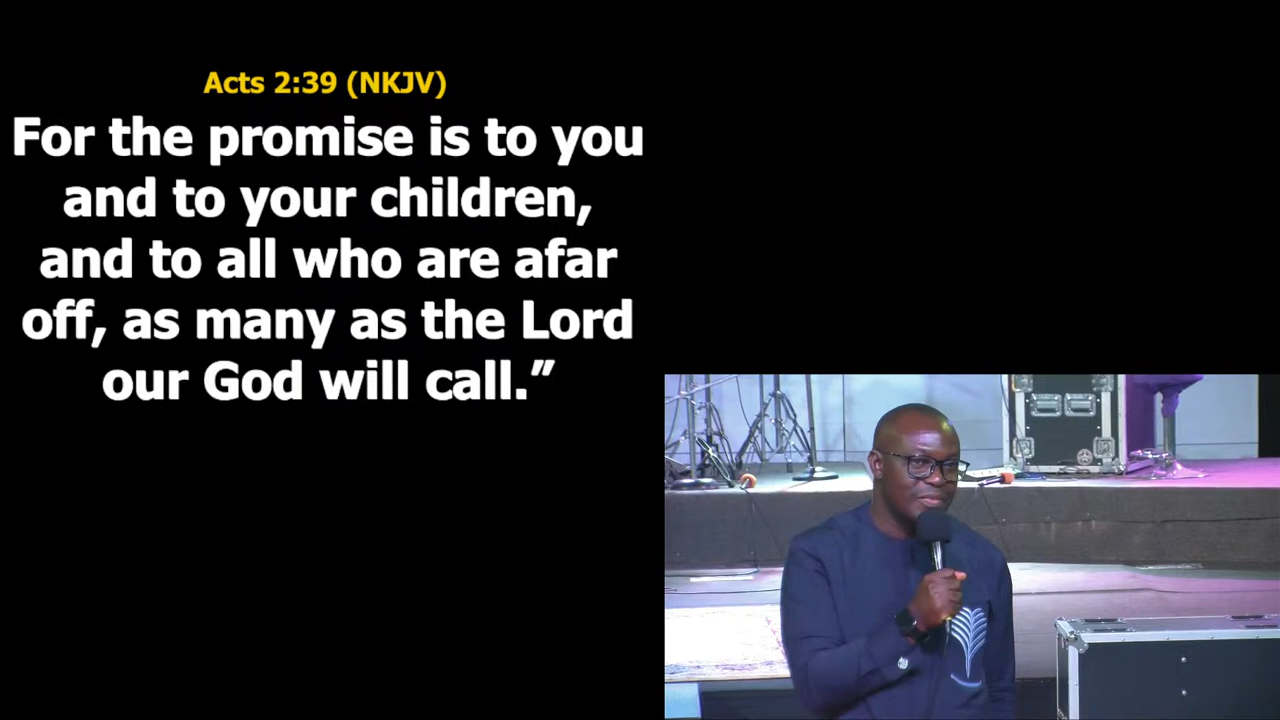 Acts 2:39 (NKJV)
For the promise is to you
and to your children,
and to all who are afar
off, as many as the Lord
our God will call.”